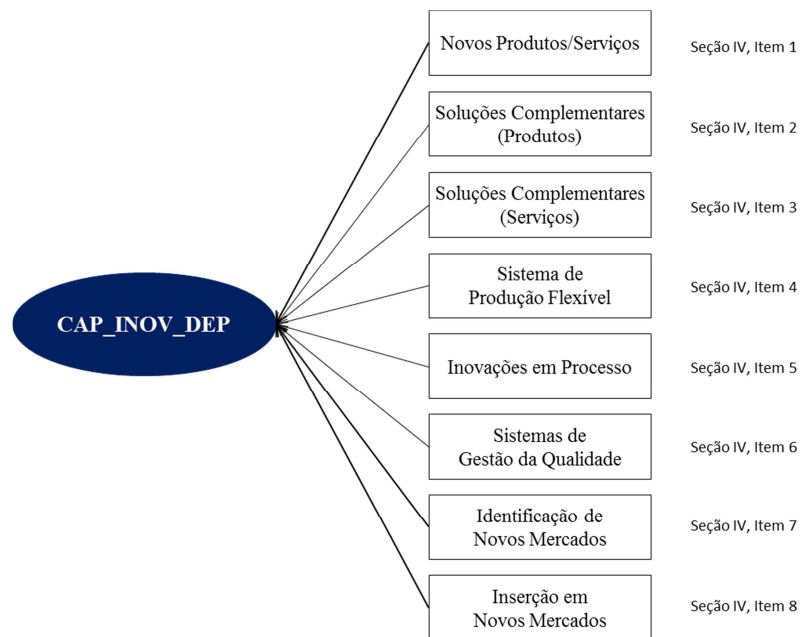 Novos Produtos/Serviços
Seção IV, Item 1
Soluções Complementares
(Produtos)
Seção IV, Item 2
Soluções Complementares
(Serviços)
Seção IV, Item 3
Sistema de
Produção Flexível
Seção IV, Item 4
CAP_INOV_DEP
Inovações em Processo
Seção IV, Item 5
Sistemas de
Gestão da Qualidade
Seção IV, Item 6
Identificação de
Novos Mercados
Seção IV, Item 7
Inserção em
Novos Mercados
Seção IV, Item 8